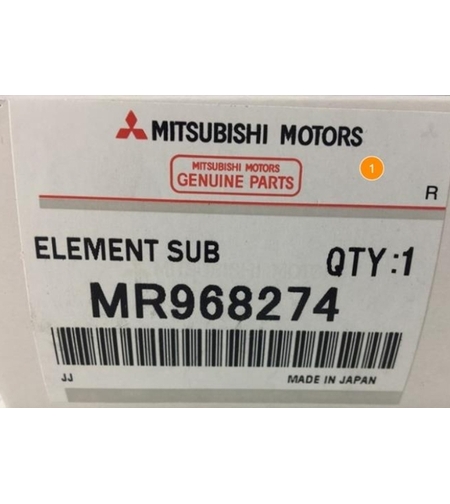 MITSUBISHI MOTORS
MITSUBISHI MOTORS
GENUINE PARTS
1
R
ELEMENT SUB QTY:1
MR968274
JJ MADE IN JAPAN